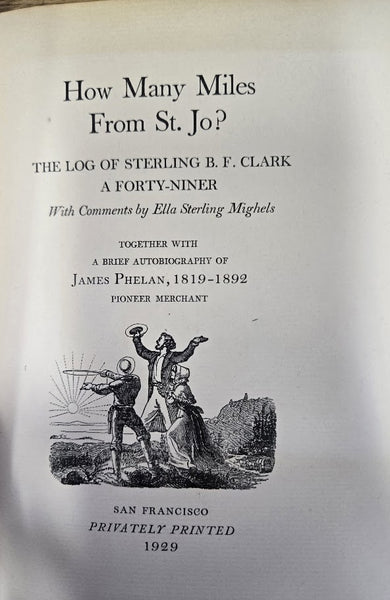 How Many Miles
From St. Jo?
THE LOG OF STERLING B. F. CLARK
A FORTY-NINER
With Comments by Ella Sterling Mighels
TOGETHER WITH
A BRIEF AUTOBIOGRAPHY OF
JAMES PHELAN, 1819-1892
PIONEER MERCHANT
SAN FRANCISCO
PRIVATELY PRINTED
1929